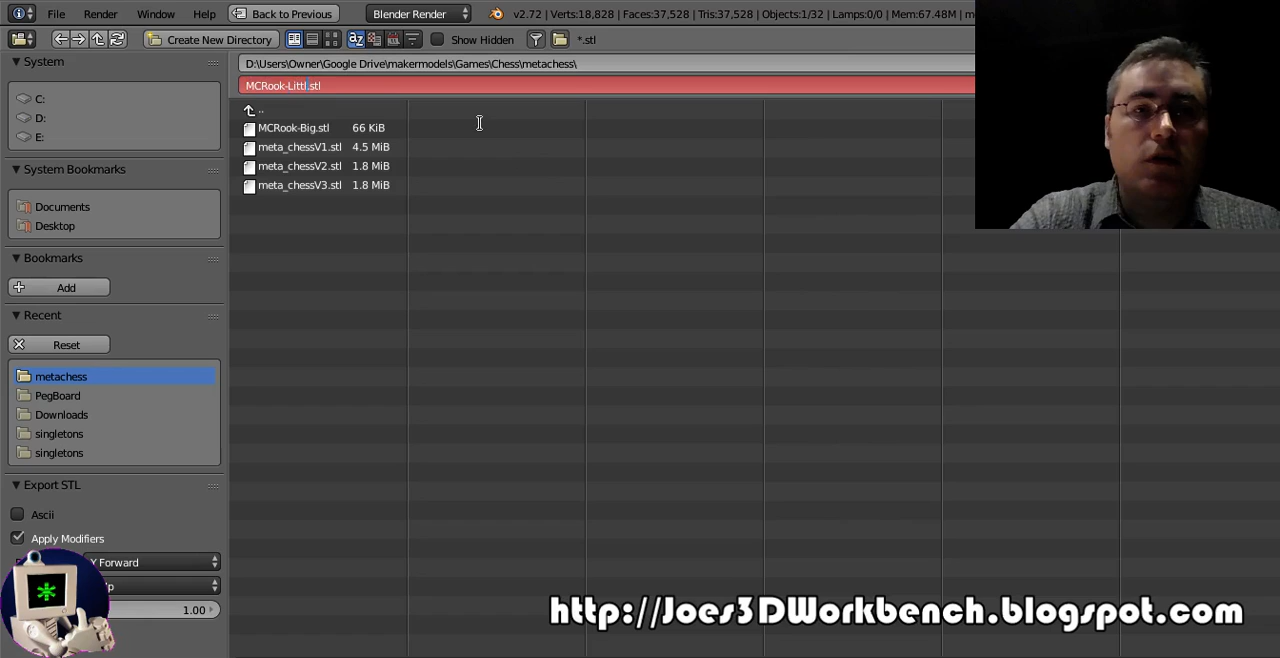 File Render Window Help Back to Previous Blender Render v2.72 | Verts:18,828 | Faces:37,528 | Tris:37,528 | Objects:1/32 | Lamps:0/0 | Mem:67.48M |
Create New Directory Show Hidden *.stl
System
C:
D:
E:
System Bookmarks
Documents
Desktop
Bookmarks
Add
Recent
Reset
metachess
PegBoard
Downloads
singletons
singletons
Export STL
Ascii
Apply Modifiers
Y Forward
1.00
D:\Users\Owner\Google Drive\makermodels\Games\Chess\metachess\
MCRook-Littl.stl
..
MCRook-Big.stl 66 KiB
meta_chessV1.stl 4.5 MiB
meta_chessV2.stl 1.8 MiB
meta_chessV3.stl 1.8 MiB
http://Joes3DWorkbench.blogspot.com